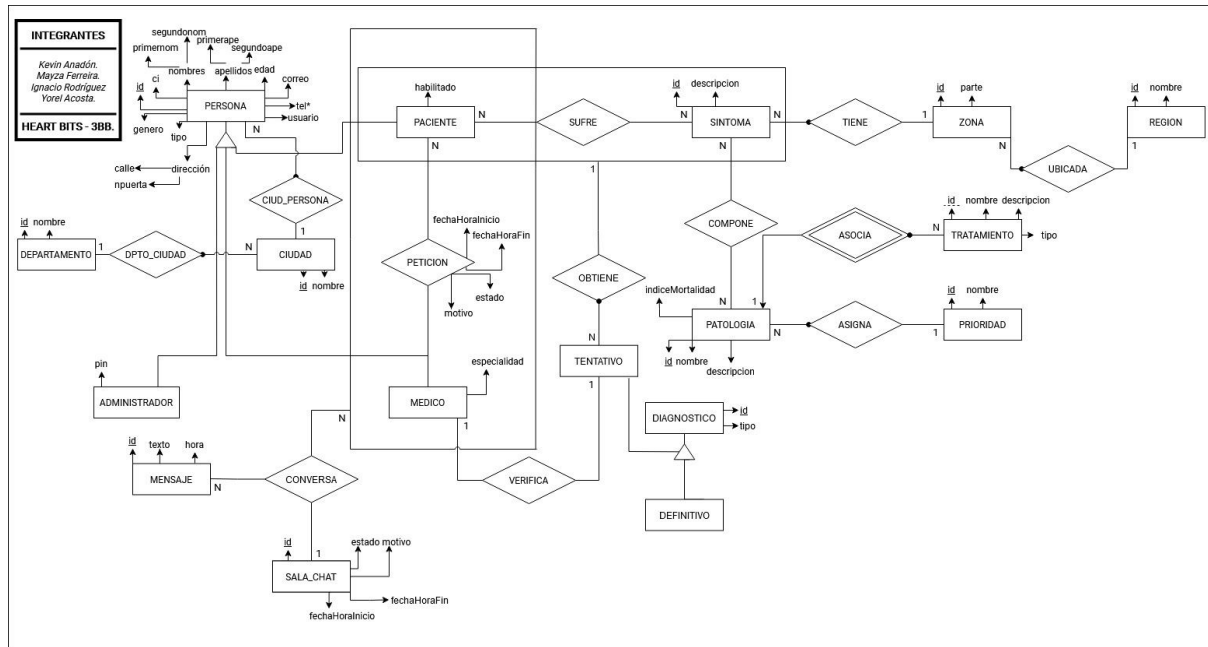 INTEGRANTES
Kevin Anadón.
Mayza Ferreira.
Ignacio Rodríguez
Yorel Acosta.
HEART BITS - 3BB.
segundonom
primernom
primerape
segundoape
nombres
apellidos
edad
correo
ci
id
PERSONA
tel*
usuario
genero
tipo
N
calle
dirección
npuerta
CIUD_PERSONA
1
id nombre
DEPARTAMENTO
1
DPTO_CIUDAD
N
CIUDAD
id nombre
habilitado
PACIENTE
N
N
SUFRE
N
id descripcion
SINTOMA
N
N
TIENE
1
id parte
ZONA
N
UBICADA
id nombre
REGION
1
fechaHoraInicio
fechaHoraFin
PETICION
estado
motivo
1
OBTIENE
N
COMPONE
N
ASOCIA
1
N
id nombre descripcion
TRATAMIENTO
tipo
indiceMortalidad
PATOLOGIA
N
id nombre
descripcion
ASIGNA
1
id nombre
PRIORIDAD
TENTATIVO
1
pin
ADMINISTRADOR
especialidad
MEDICO
1
VERIFICA
DIAGNOSTICO
id
tipo
DEFINITIVO
id texto hora
MENSAJE
N
CONVERSA
N
1
id
estado motivo
SALA_CHAT
fechaHoraFin
fechaHoraInicio